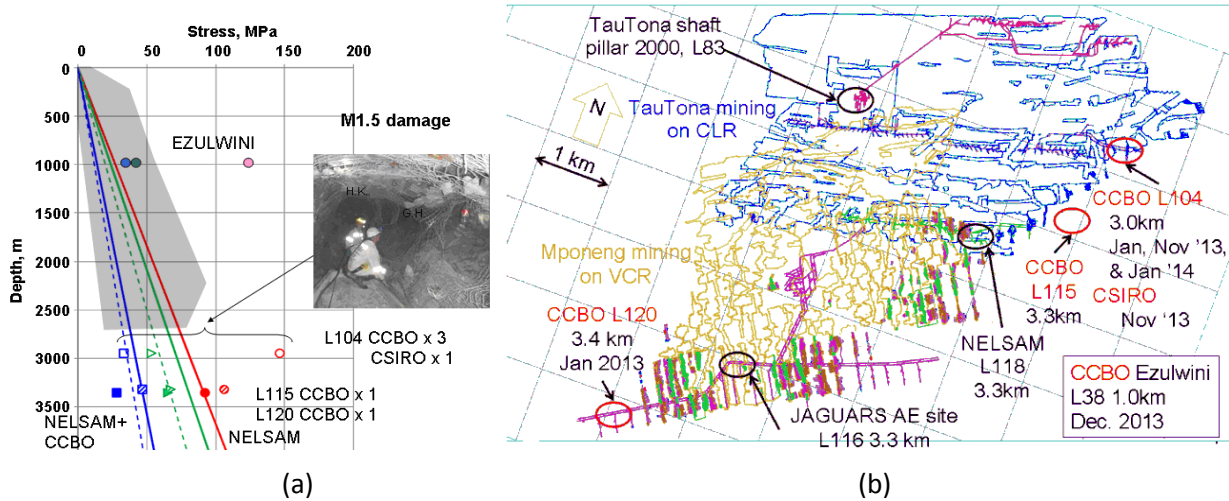 Stress, MPa
0 50 100 150 200
0
500
1000
1500
2000
2500
3000
3500
Depth, m
M1.5 damage
EZULWINI
H.K.
G.H.
L104 CCBO x 3
CSIRO x 1
L115 CCBO x 1
L120 CCBO x 1
NELSAM+
CCBO
NELSAM
(a)
TauTona shaft
pillar 2000, L83
N
TauTona mining
on CLR
1 km
Mponeng mining
on VCR
CCBO L104
3.0km
Jan, Nov '13,
& Jan '14
CSIRO
Nov '13
CCBO
L115
3.3km
CCBO L120
3.4 km
Jan 2013
NELSAM
L118
3.3km
JAGUARS AE site
L116 3.3 km
CCBO Ezulwini
L38 1.0km
Dec. 2013
(b)